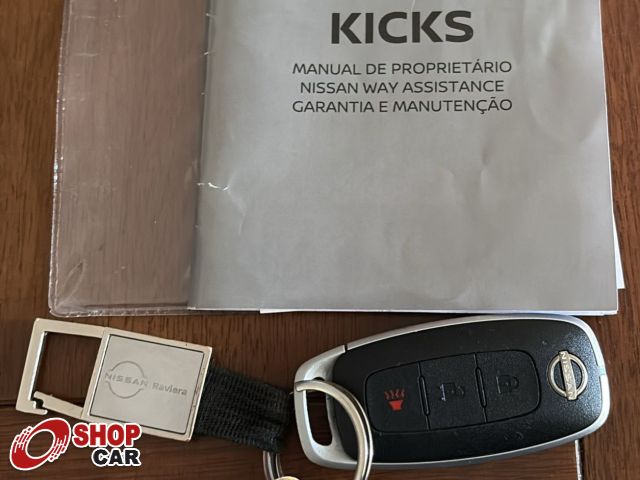 KICKS
MANUAL DE PROPRIETÁRIO
NISSAN WAY ASSISTANCE
GARANTIA E MANUTENÇÃO
NISSAN Raviera
NISSAN
SHOP
CAR